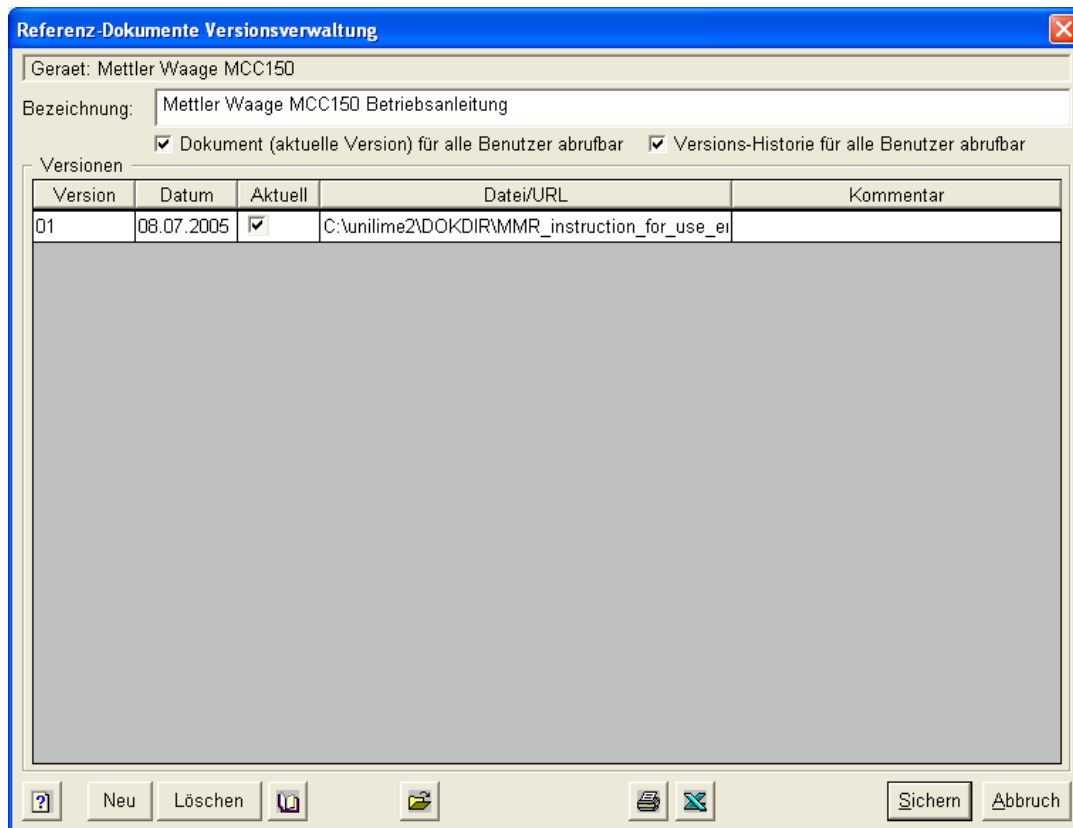 Referenz-Dokumente Versionsverwaltung
Geraet: Mettler Waage MCC150
Bezeichnung: Mettler Waage MCC150 Betriebsanleitung
Dokument (aktuelle Version) für alle Benutzer abrufbar Versions-Historie für alle Benutzer abrufbar
Versionen
Version Datum Aktuell Datei/URL Kommentar
01 08.07.2005 C:\unilime2\DOKDIR\MMR_instruction_for_use_
Neu Löschen Sichern Abbruch